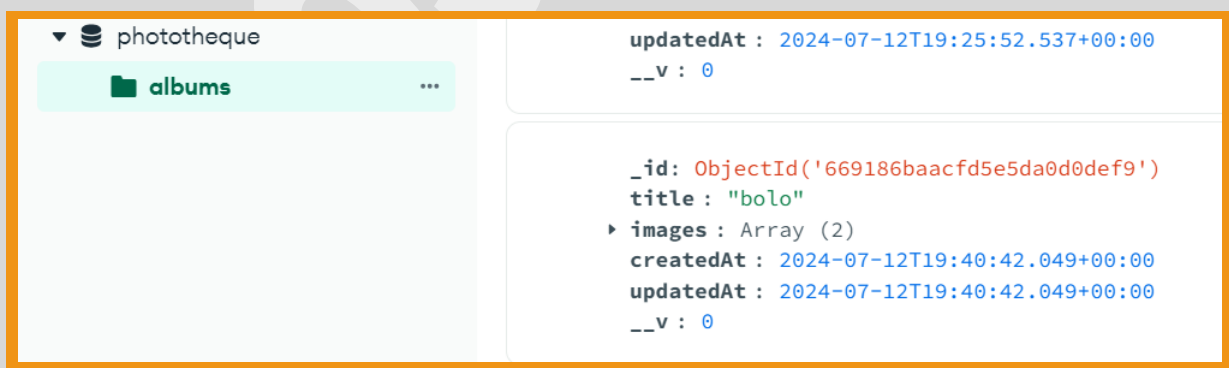 phototheque
albums
updatedAt : 2024-07-12T19:25:52.537+00:00
__v : 0
_id: ObjectId('669186baacfd5e5da0d0def9')
title : "bolo"
images : Array (2)
createdAt : 2024-07-12T19:40:42.049+00:00
updatedAt : 2024-07-12T19:40:42.049+00:00
__v : 0